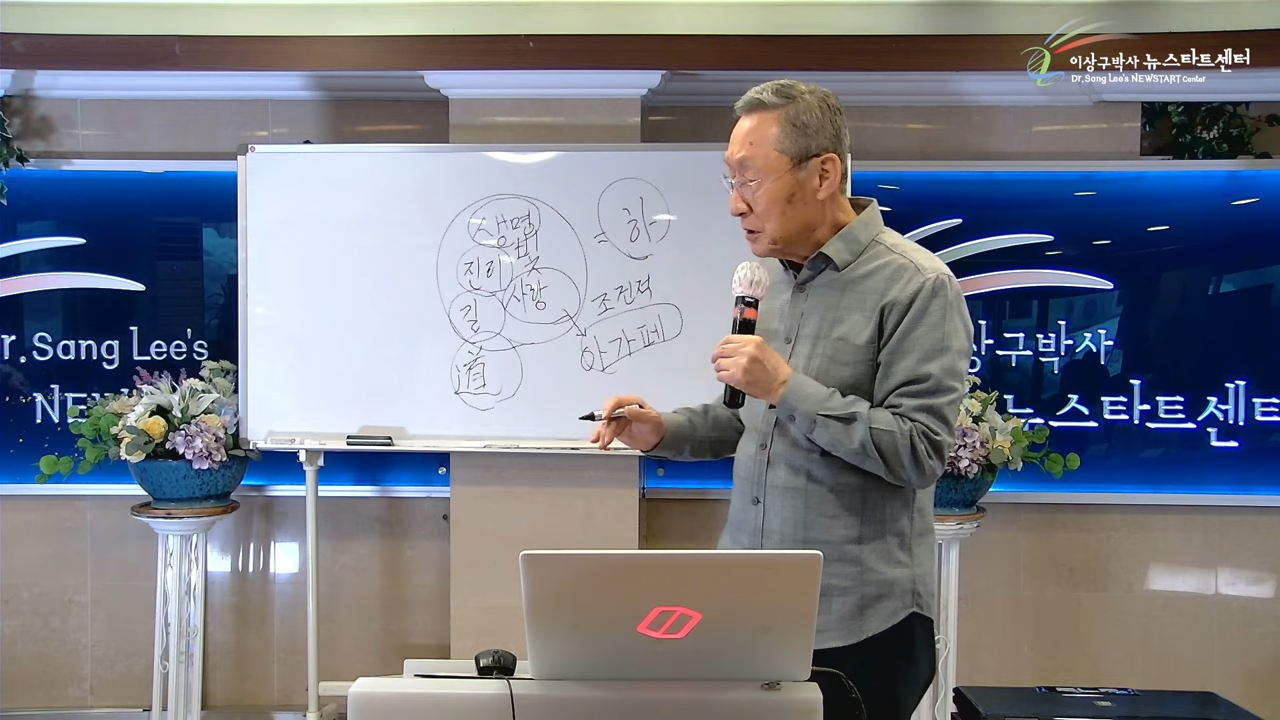 이상구박사 뉴스타트센터
Dr. Sang Lee's NEWSTART Center
생명
빛
= 하
진리
사랑
조건적
길
아가페
道
r. Sang Lee's
NEW
상구박사
뉴스타트센터